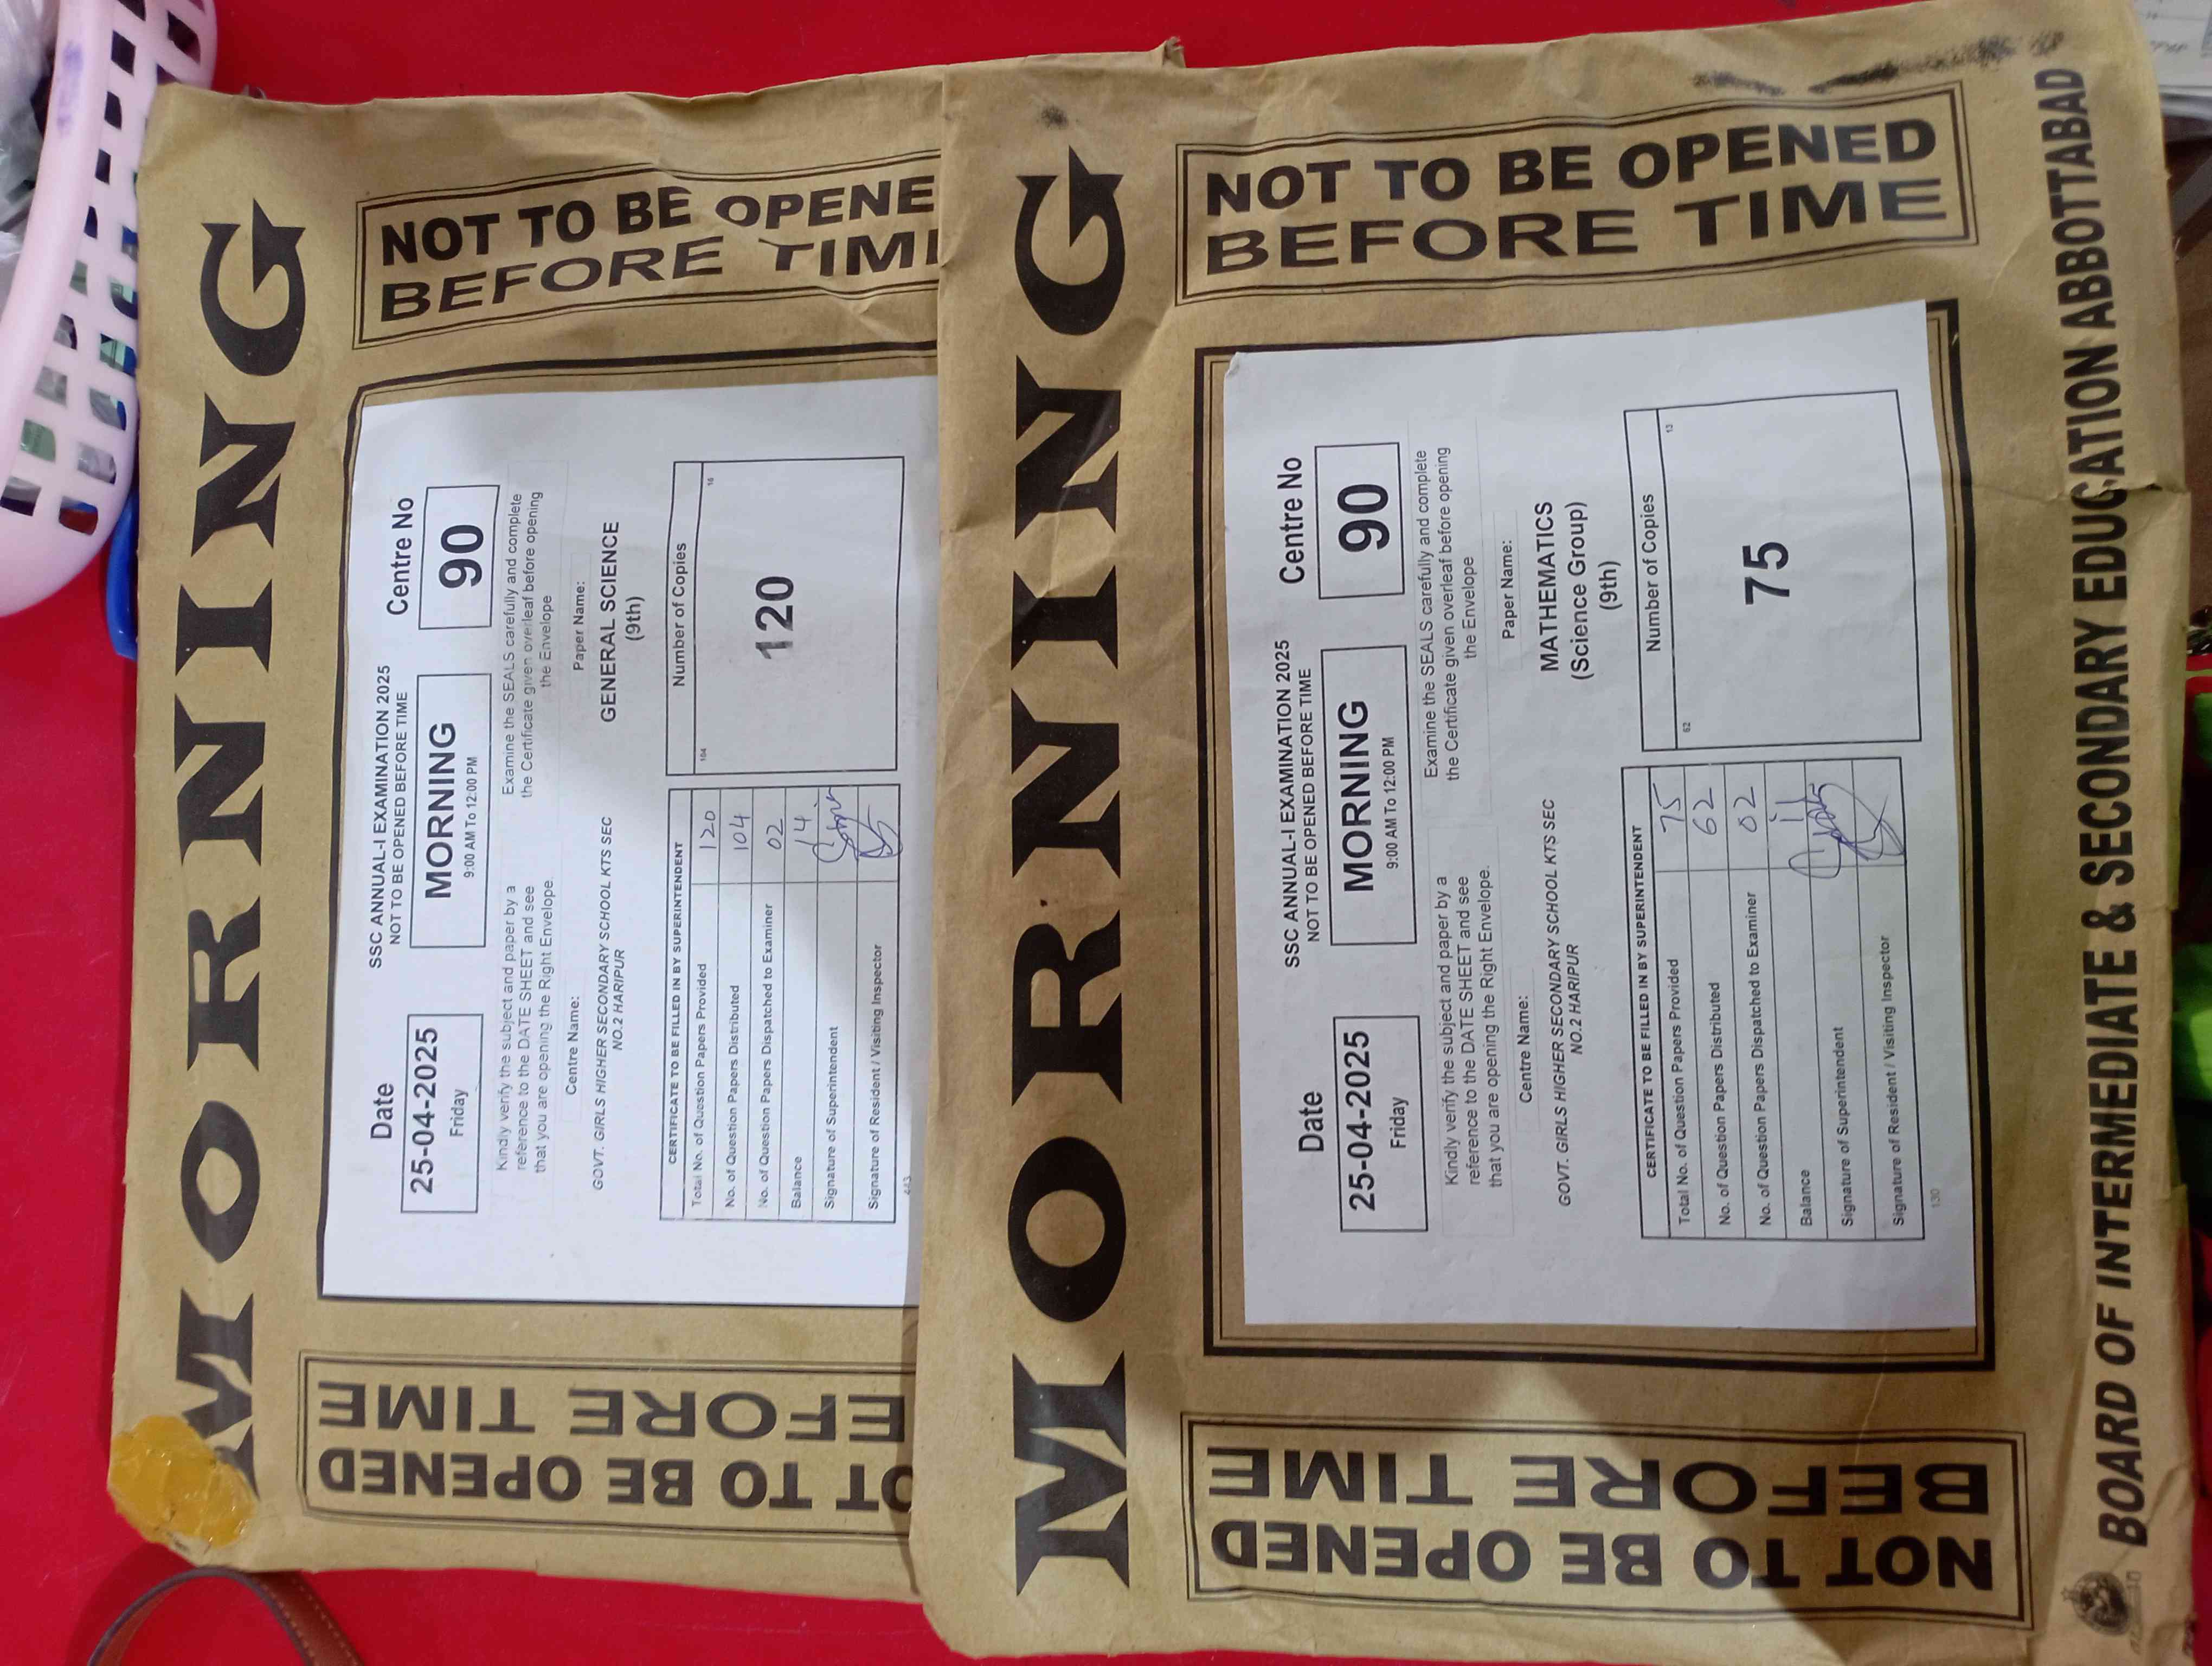 MORNING
NOT TO BE OPENE
BEFORE TIM
Date
25-04-2025
Friday
SSC ANNUAL-I EXAMINATION 2025
NOT TO BE OPENED BEFORE TIME
MORNING
9:00 AM To 12:00 PM
Centre No
90
Kindly verify the subject and paper by a
reference to the DATE SHEET and see
that you are opening the Right Envelope.
Examine the SEALS carefully and complete
the Certificate given overleaf before opening
the Envelope
Centre Name:
GOVT. GIRLS HIGHER SECONDARY SCHOOL KTS SEC
NO.2 HARIPUR
Paper Name:
GENERAL SCIENCE
(9th)
CERTIFICATE TO BE FILLED IN BY SUPERINTENDENT
Total No. of Question Papers Provided 120
No. of Question Papers Distributed 104
No. of Question Papers Dispatched to Examiner 02
Balance 14
Signature of Superintendent
Signature of Resident / Visiting Inspector
Number of Copies
104 16
120
443
OT TO BE OPENED
EFORE TIME
MORNING
NOT TO BE OPENED
BEFORE TIME
Date
25-04-2025
Friday
SSC ANNUAL-I EXAMINATION 2025
NOT TO BE OPENED BEFORE TIME
MORNING
9:00 AM To 12:00 PM
Centre No
90
Kindly verify the subject and paper by a
reference to the DATE SHEET and see
that you are opening the Right Envelope.
Examine the SEALS carefully and complete
the Certificate given overleaf before opening
the Envelope
Centre Name:
GOVT. GIRLS HIGHER SECONDARY SCHOOL KTS SEC
NO.2 HARIPUR
Paper Name:
MATHEMATICS
(Science Group)
(9th)
CERTIFICATE TO BE FILLED IN BY SUPERINTENDENT
Total No. of Question Papers Provided 75
No. of Question Papers Distributed 62
No. of Question Papers Dispatched to Examiner 02
Balance 11
Signature of Superintendent
Signature of Resident / Visiting Inspector
Number of Copies
62 13
75
130
NOT TO BE OPENED
BEFORE TIME
BOARD OF INTERMEDIATE & SECONDARY EDUCATION ABBOTTABAD